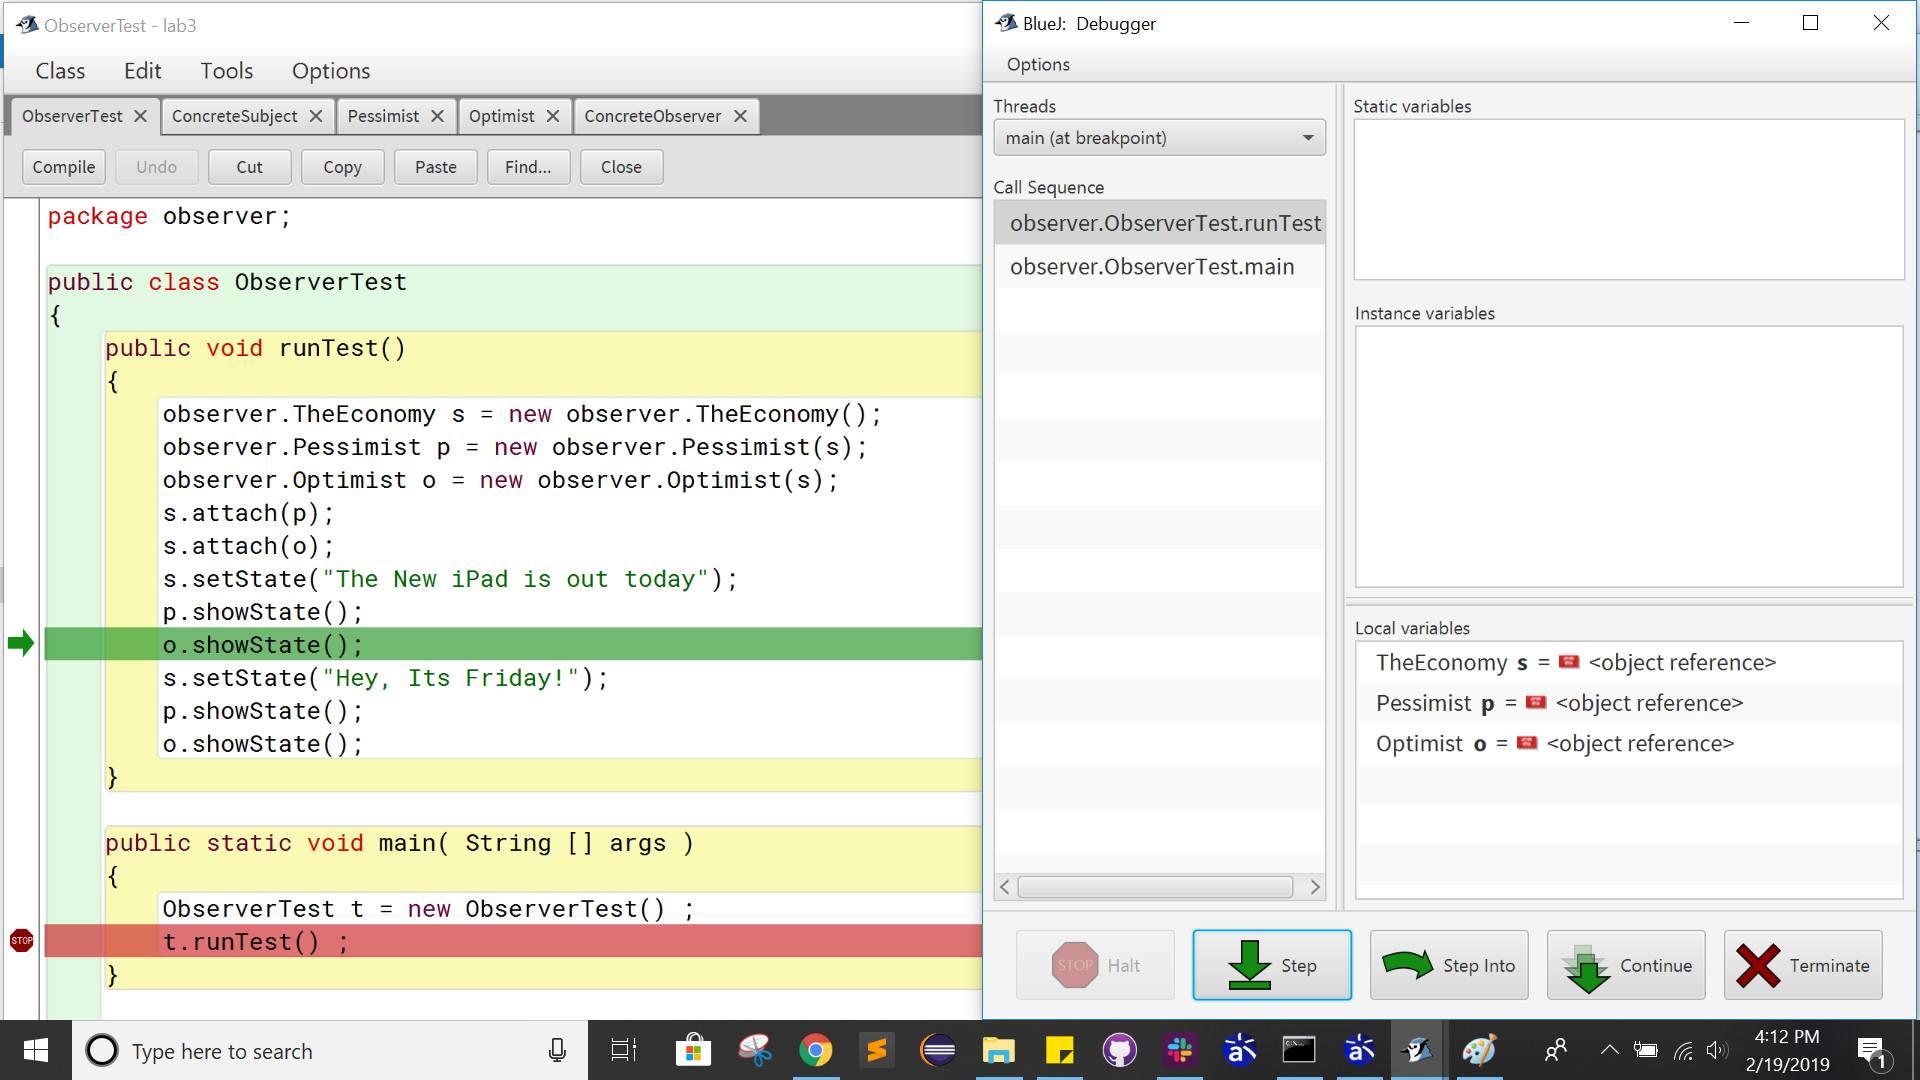 ObserverTest - lab3
Class Edit Tools Options
ObserverTest ConcreteSubject Pessimist Optimist ConcreteObserver
Compile Undo Cut Copy Paste Find... Close
package observer;
public class ObserverTest
{
public void runTest()
{
observer.TheEconomy s = new observer.TheEconomy();
observer.Pessimist p = new observer.Pessimist(s);
observer.Optimist o = new observer.Optimist(s);
s.attach(p);
s.attach(o);
s.setState("The New iPad is out today");
p.showState();
o.showState();
s.setState("Hey, Its Friday!");
p.showState();
o.showState();
}
public static void main( String [] args )
{
ObserverTest t = new ObserverTest() ;
STOP t.runTest() ;
}
BlueJ: Debugger
Options
Threads
main (at breakpoint)
Call Sequence
observer.ObserverTest.runTest
observer.ObserverTest.main
Static variables
Instance variables
Local variables
TheEconomy s = <object reference>
Pessimist p = <object reference>
Optimist o = <object reference>
STOP Halt Step Step Into Continue Terminate
Type here to search
4:12 PM
2/19/2019
1